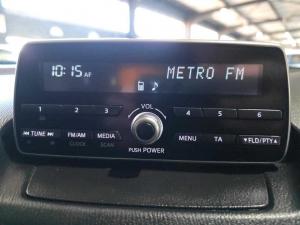 10:15 AF METRO FM
1 2 3 VOL 4 5 6
TUNE FM/AM MEDIA MENU TA ▼FLD/PTY▲
CLOCK SCAN
PUSH POWER